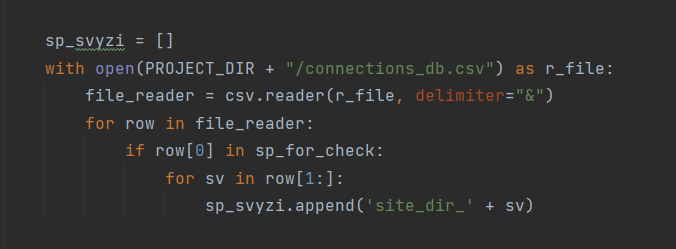 sp_svyzi = []
with open(PROJECT_DIR + "/connections_db.csv") as r_file:
    file_reader = csv.reader(r_file, delimiter="&")
    for row in file_reader:
        if row[0] in sp_for_check:
            for sv in row[1:]:
                sp_svyzi.append('site_dir_' + sv)